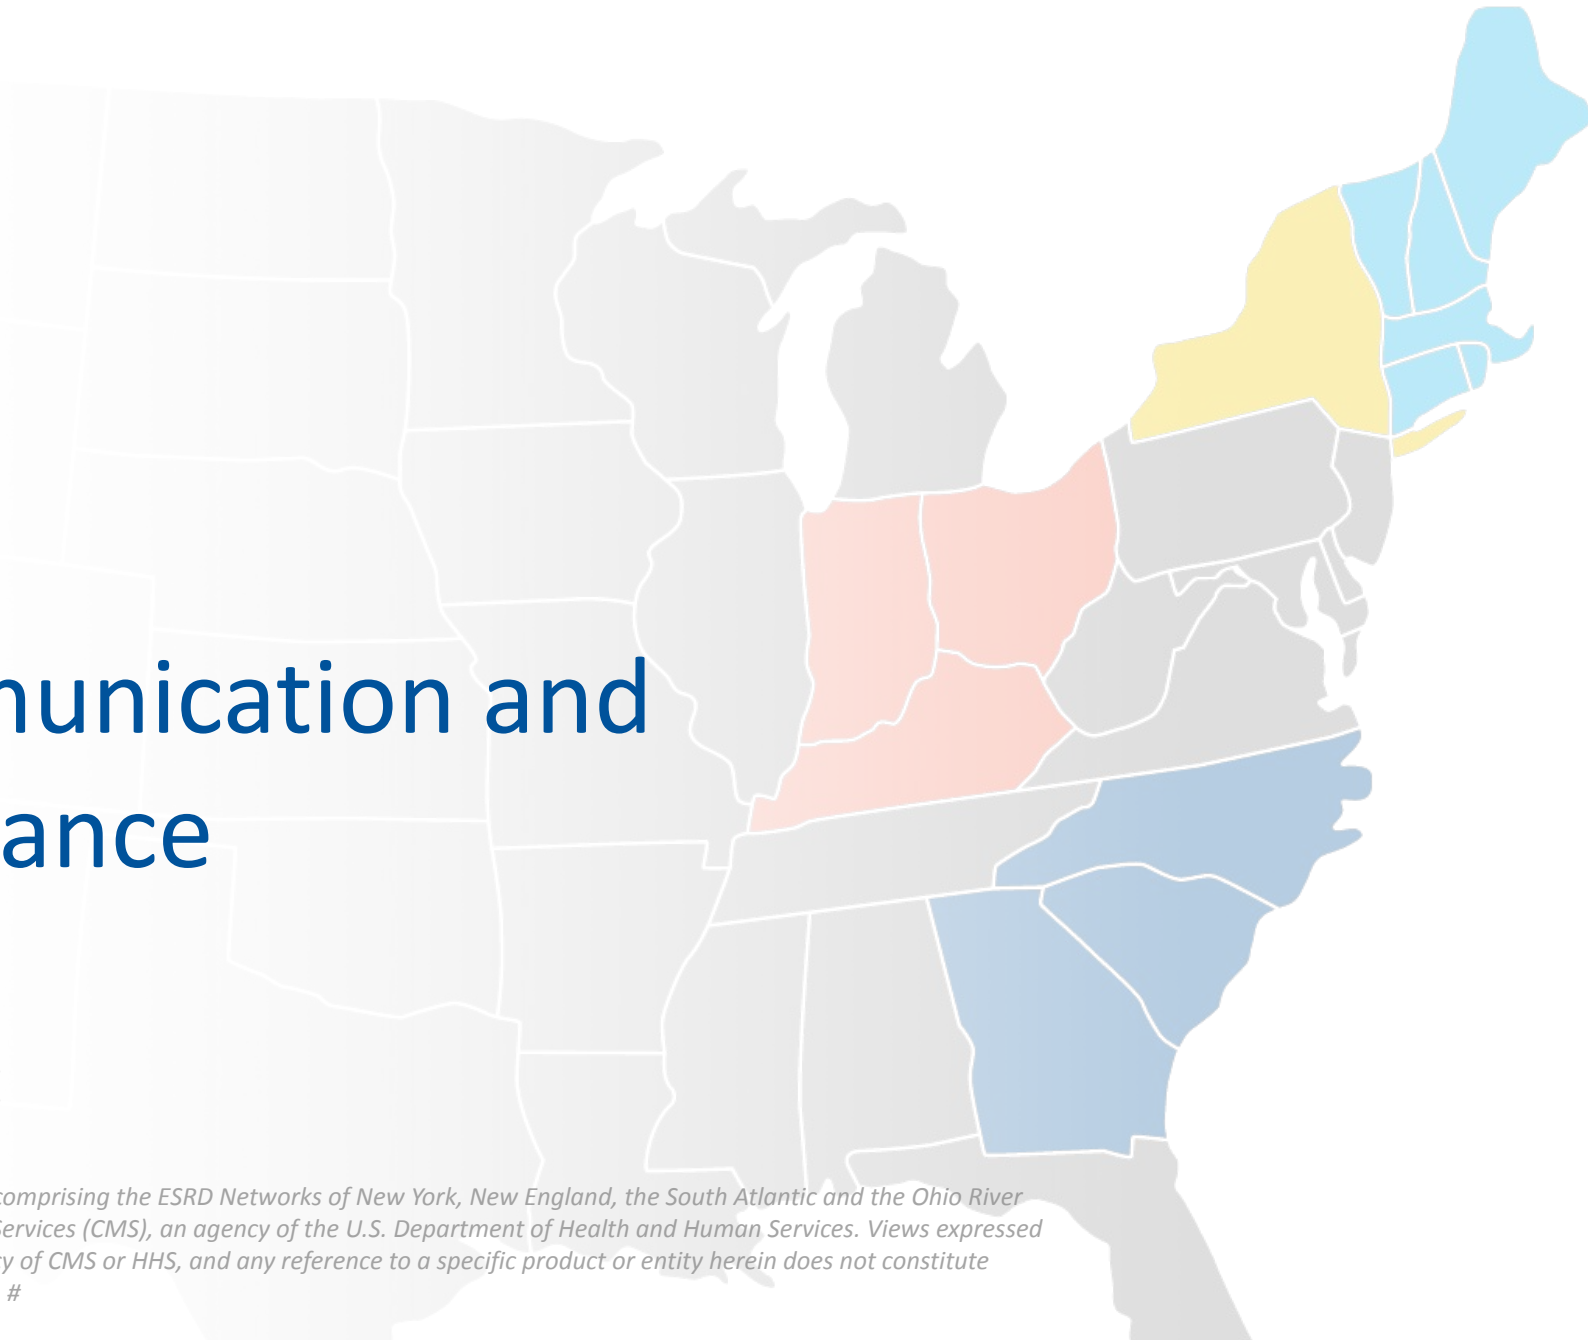 munication and
ance
comprising the ESRD Networks of New York, New England, the South Atlantic and the Ohio River
Services (CMS), an agency of the U.S. Department of Health and Human Services. Views expressed
cy of CMS or HHS, and any reference to a specific product or entity herein does not constitute
#